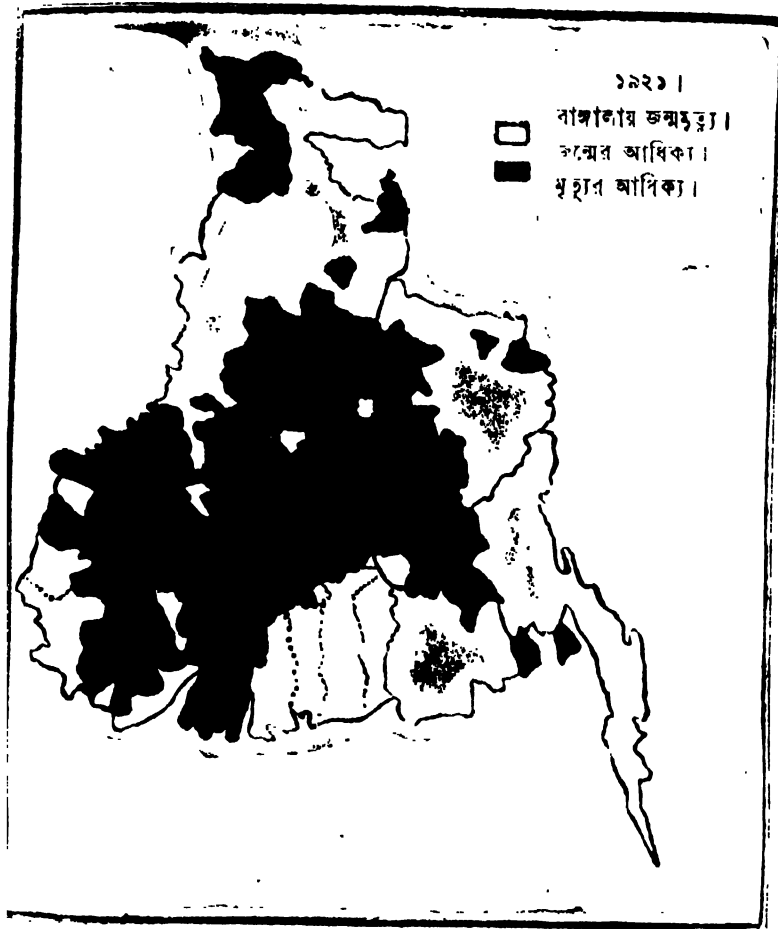 ১৯২১।
বাঙ্গালায় জন্মমৃত্যু।
জন্মের আধিক্য।
মৃত্যুর আধিক্য।